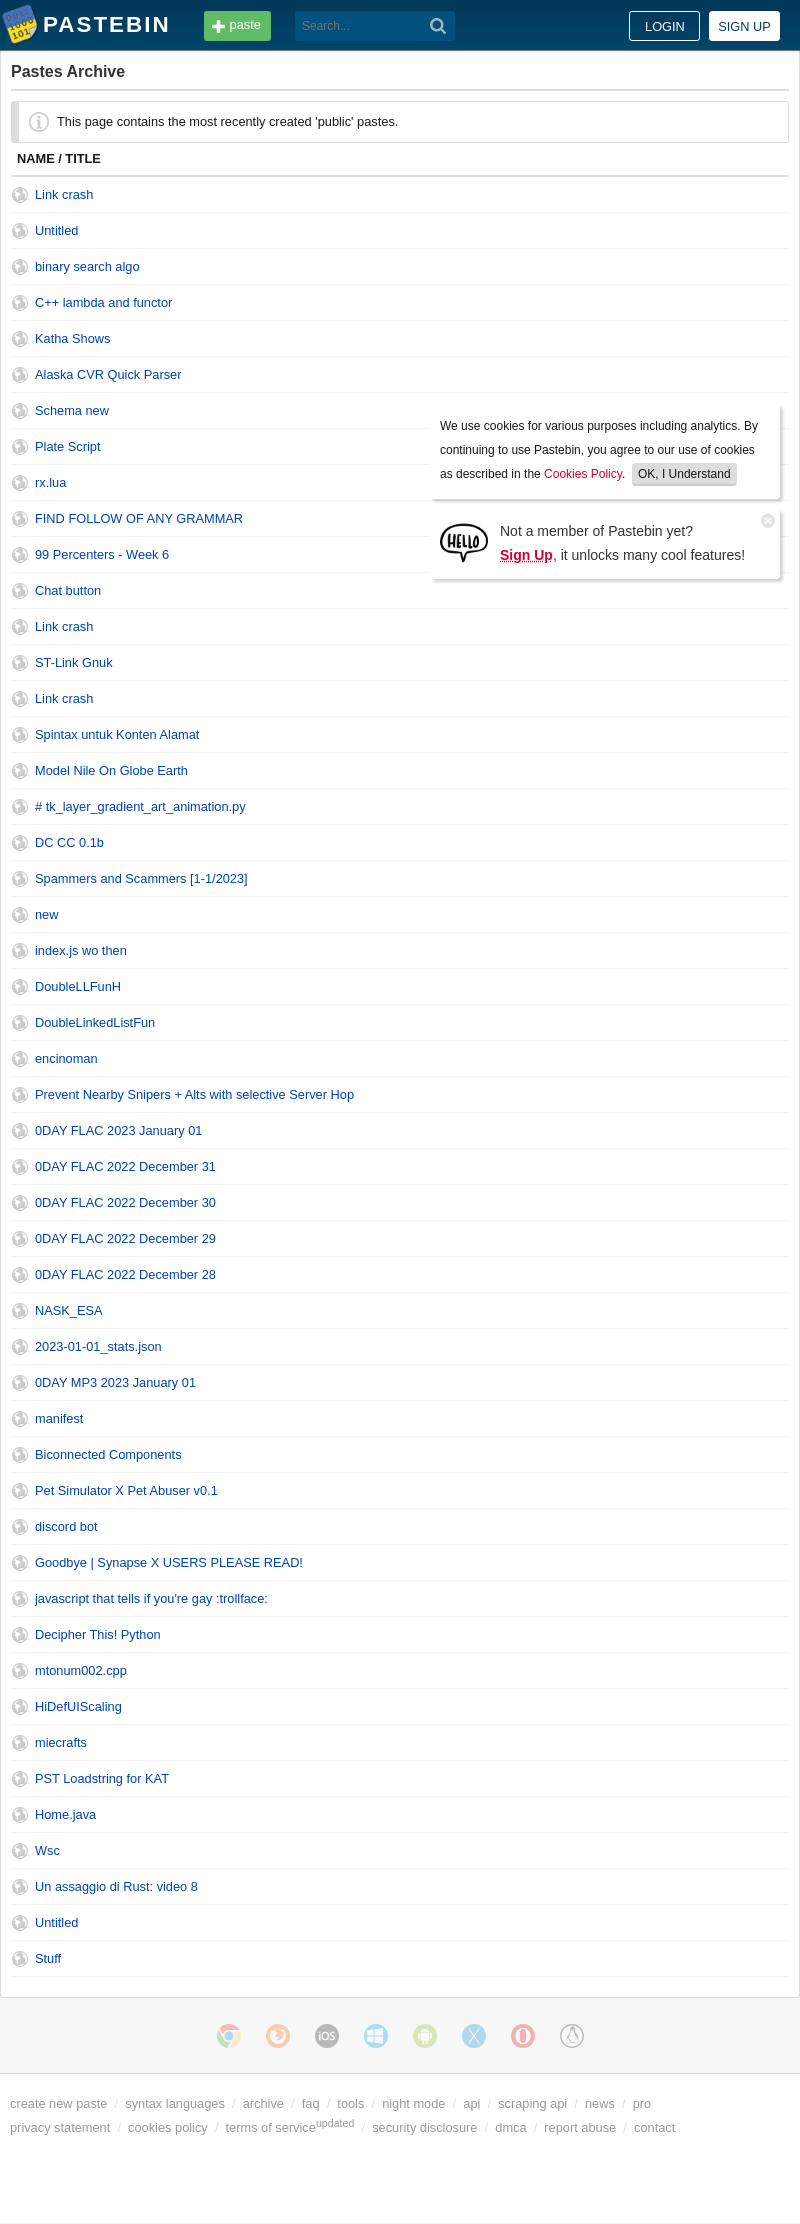 PASTEBIN paste Search... LOGIN SIGN UP
Pastes Archive
This page contains the most recently created 'public' pastes.
NAME / TITLE
Link crash
Untitled
binary search algo
C++ lambda and functor
Katha Shows
Alaska CVR Quick Parser
Schema new
Plate Script
rx.lua
FIND FOLLOW OF ANY GRAMMAR
99 Percenters - Week 6
We use cookies for various purposes including analytics. By
continuing to use Pastebin, you agree to our use of cookies
as described in the Cookies Policy. OK, I Understand
HELLO
Not a member of Pastebin yet?
Sign Up, it unlocks many cool features!
Chat button
Link crash
ST-Link Gnuk
Link crash
Spintax untuk Konten Alamat
Model Nile On Globe Earth
# tk_layer_gradient_art_animation.py
DC CC 0.1b
Spammers and Scammers [1-1/2023]
new
index.js wo then
DoubleLLFunH
DoubleLinkedListFun
encinoman
Prevent Nearby Snipers + Alts with selective Server Hop
0DAY FLAC 2023 January 01
0DAY FLAC 2022 December 31
0DAY FLAC 2022 December 30
0DAY FLAC 2022 December 29
0DAY FLAC 2022 December 28
NASK_ESA
2023-01-01_stats.json
0DAY MP3 2023 January 01
manifest
Biconnected Components
Pet Simulator X Pet Abuser v0.1
discord bot
Goodbye | Synapse X USERS PLEASE READ!
javascript that tells if you're gay :trollface:
Decipher This! Python
mtonum002.cpp
HiDefUIScaling
miecrafts
PST Loadstring for KAT
Home.java
Wsc
Un assaggio di Rust: video 8
Untitled
Stuff
iOS
create new paste / syntax languages / archive / faq / tools / night mode / api / scraping api / news / pro
privacy statement / cookies policy / terms of service updated / security disclosure / dmca / report abuse / contact